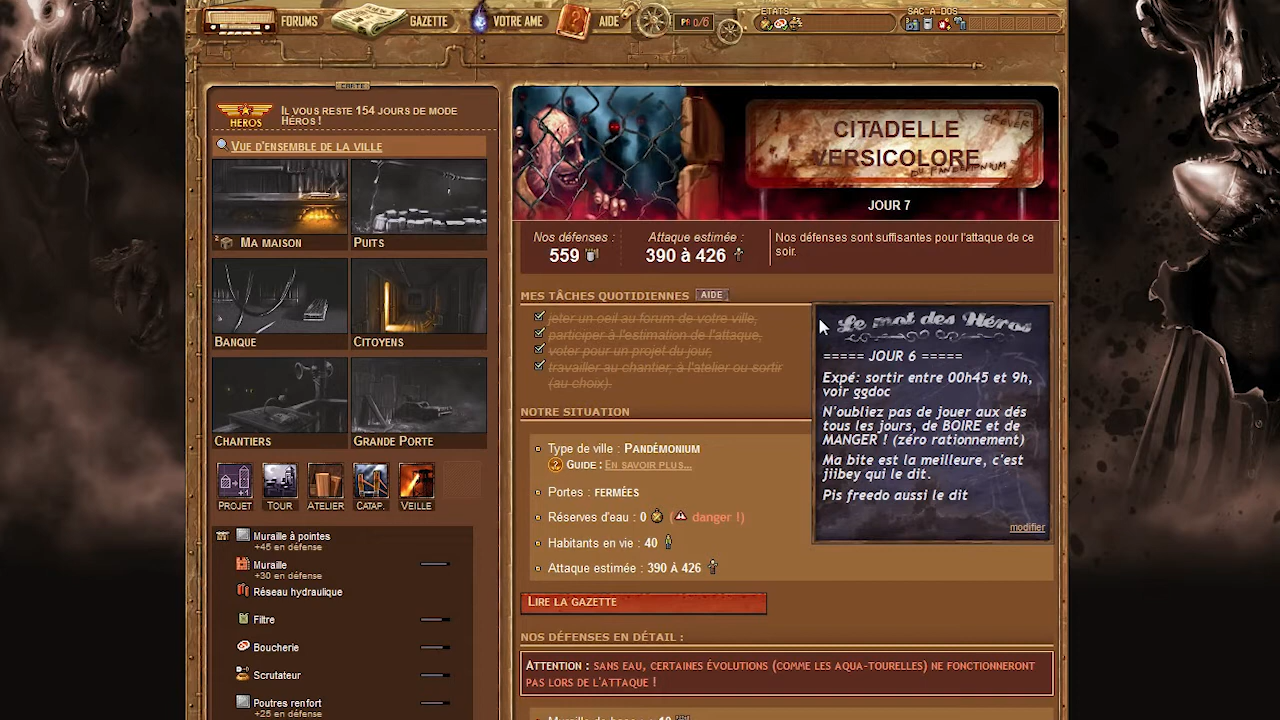 FORUMS
GAZETTE
VOTRE AME
AIDE
PA 0/6
ETATS
SAC-A-DOS
CARTE
HEROS
IL VOUS RESTE 154 JOURS DE MODE
HÉROS !
VUE D'ENSEMBLE DE LA VILLE
MA MAISON
PUITS
BANQUE
CITOYENS
CHANTIERS
GRANDE PORTE
PROJET
TOUR
ATELIER
CATAP.
VEILLE
Muraille à pointes
+45 en défense
Muraille
+30 en défense
Réseau hydraulique
Filtre
Boucherie
Scrutateur
Poutres renfort
+25 en défense
CITADELLE
VERSICOLORE
DU PANDEMONIUM
JOUR 7
Nos défenses :
559
Attaque estimée :
390 à 426
Nos défenses sont suffisantes pour l'attaque de ce
soir.
MES TÂCHES QUOTIDIENNES
AIDE
jeter un oeil au forum de votre ville,
participer à l'estimation de l'attaque,
voter pour un projet du jour,
travailler au chantier, à l'atelier ou sortir
(au choix).
Le mot des Héros
===== JOUR 6 =====
Expé: sortir entre 00h45 et 9h,
voir ggdoc
N'oubliez pas de jouer aux dés
tous les jours, de BOIRE et de
MANGER ! (zéro rationnement)
Ma bite est la meilleure, c'est
jiibey qui le dit.
Pis freedo aussi le dit
modifier
NOTRE SITUATION
Type de ville : PANDÉMONIUM
GUIDE : EN SAVOIR PLUS...
Portes : FERMÉES
Réserves d'eau : 0 ( danger !)
Habitants en vie : 40
Attaque estimée : 390 À 426
LIRE LA GAZETTE
NOS DÉFENSES EN DÉTAIL :
ATTENTION : SANS EAU, CERTAINES ÉVOLUTIONS (COMME LES AQUA-TOURELLES) NE FONCTIONNERONT
PAS LORS DE L'ATTAQUE !